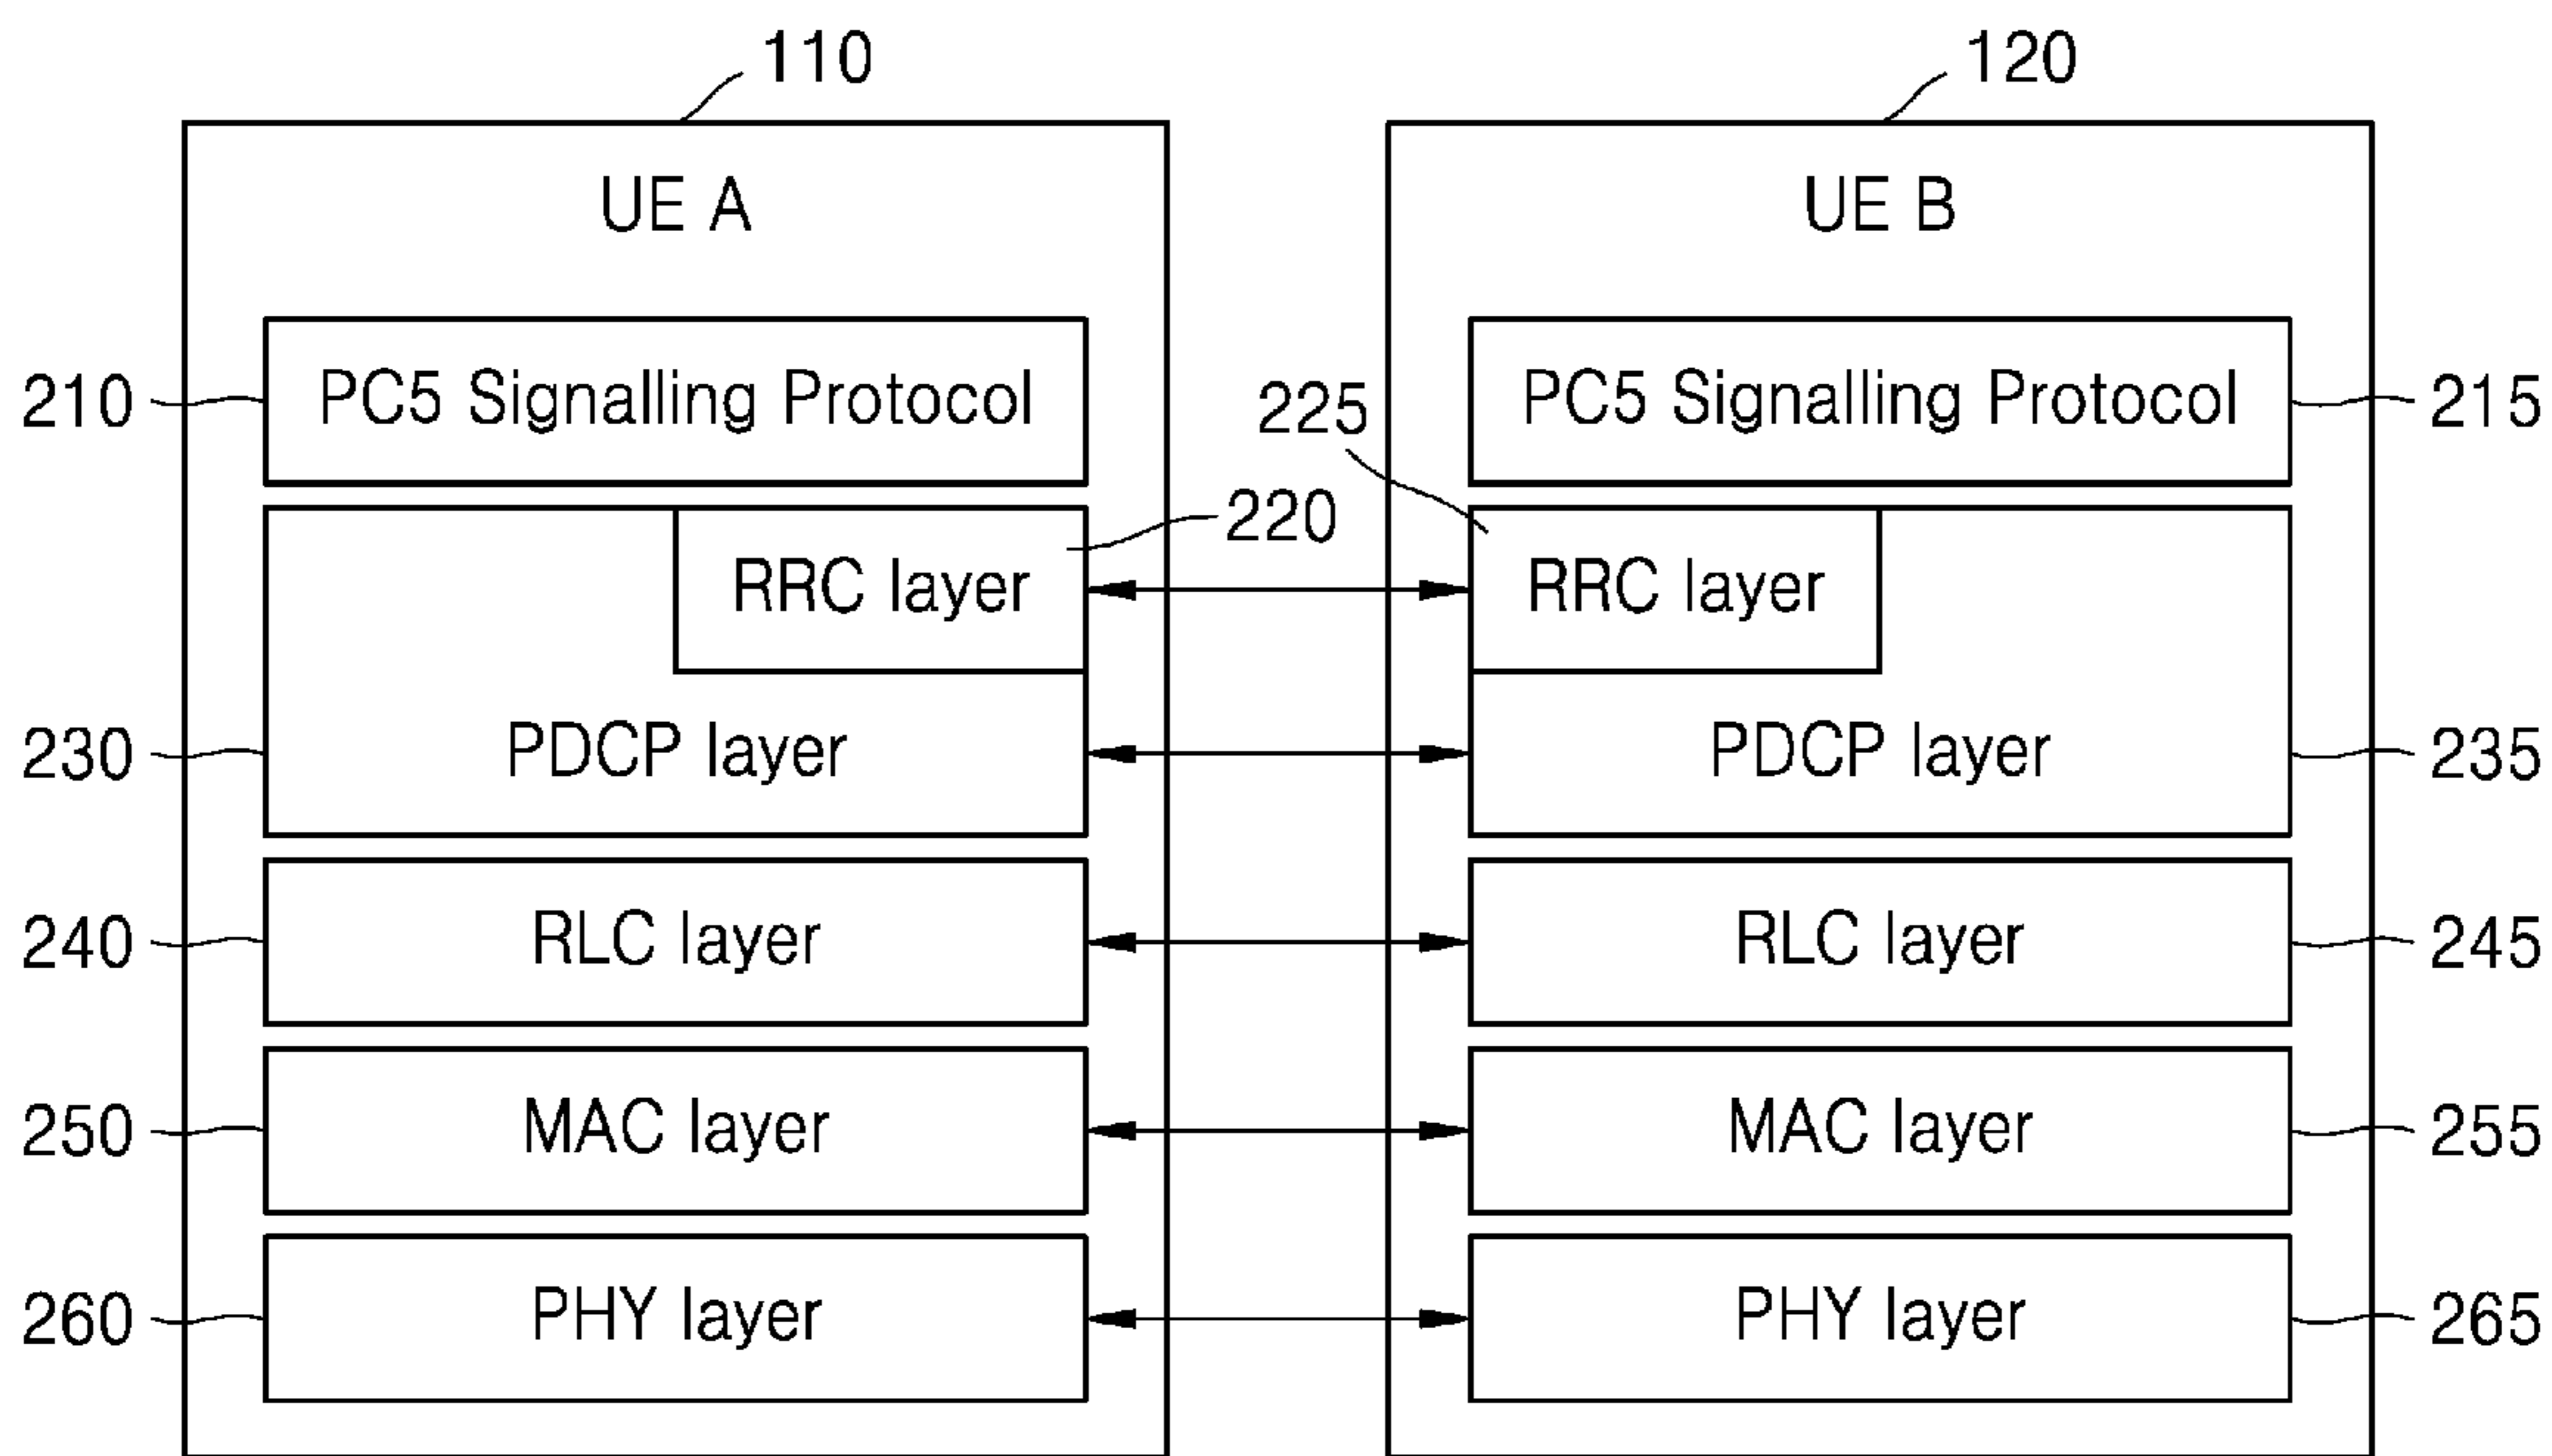 110
120
UE A
UE B
210
PC5 Signalling Protocol
225
PC5 Signalling Protocol
215
220
RRC layer
RRC layer
230
PDCP layer
PDCP layer
235
240
RLC layer
RLC layer
245
250
MAC layer
MAC layer
255
260
PHY layer
PHY layer
265